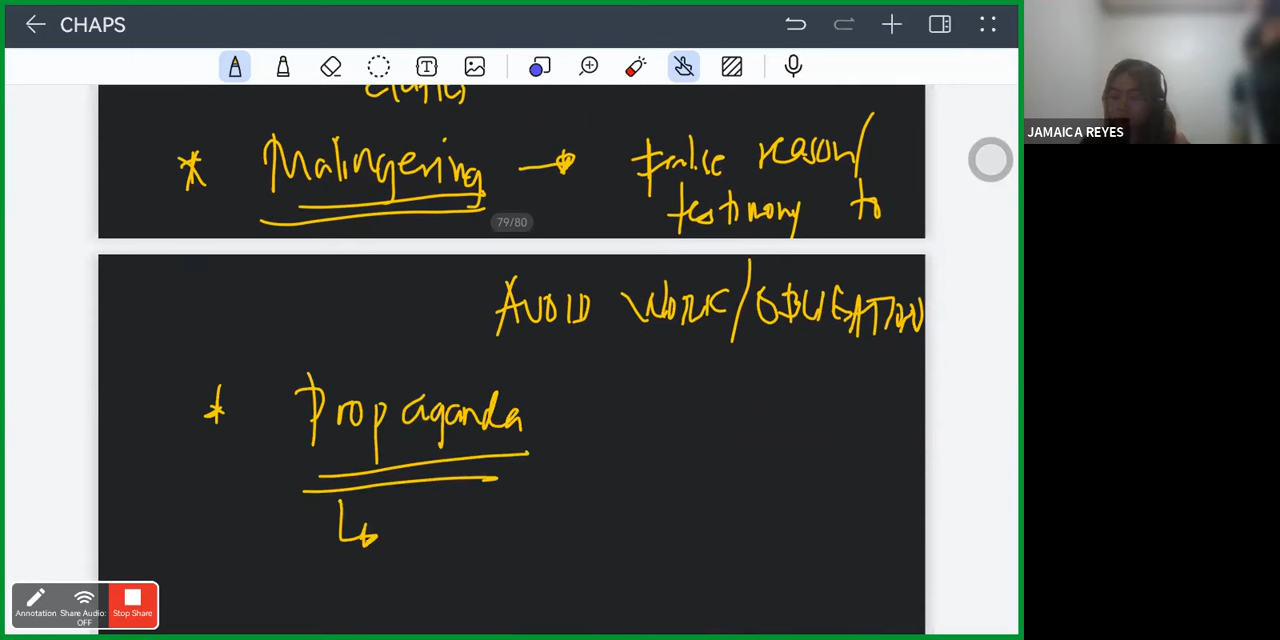 CHAPS
JAMAICA REYES
* Malingering → False reason/
testimony to
79/80
AVOID WORK/OBLIGATION
* Propaganda
Annotation
Share Audio: OFF
Stop Share